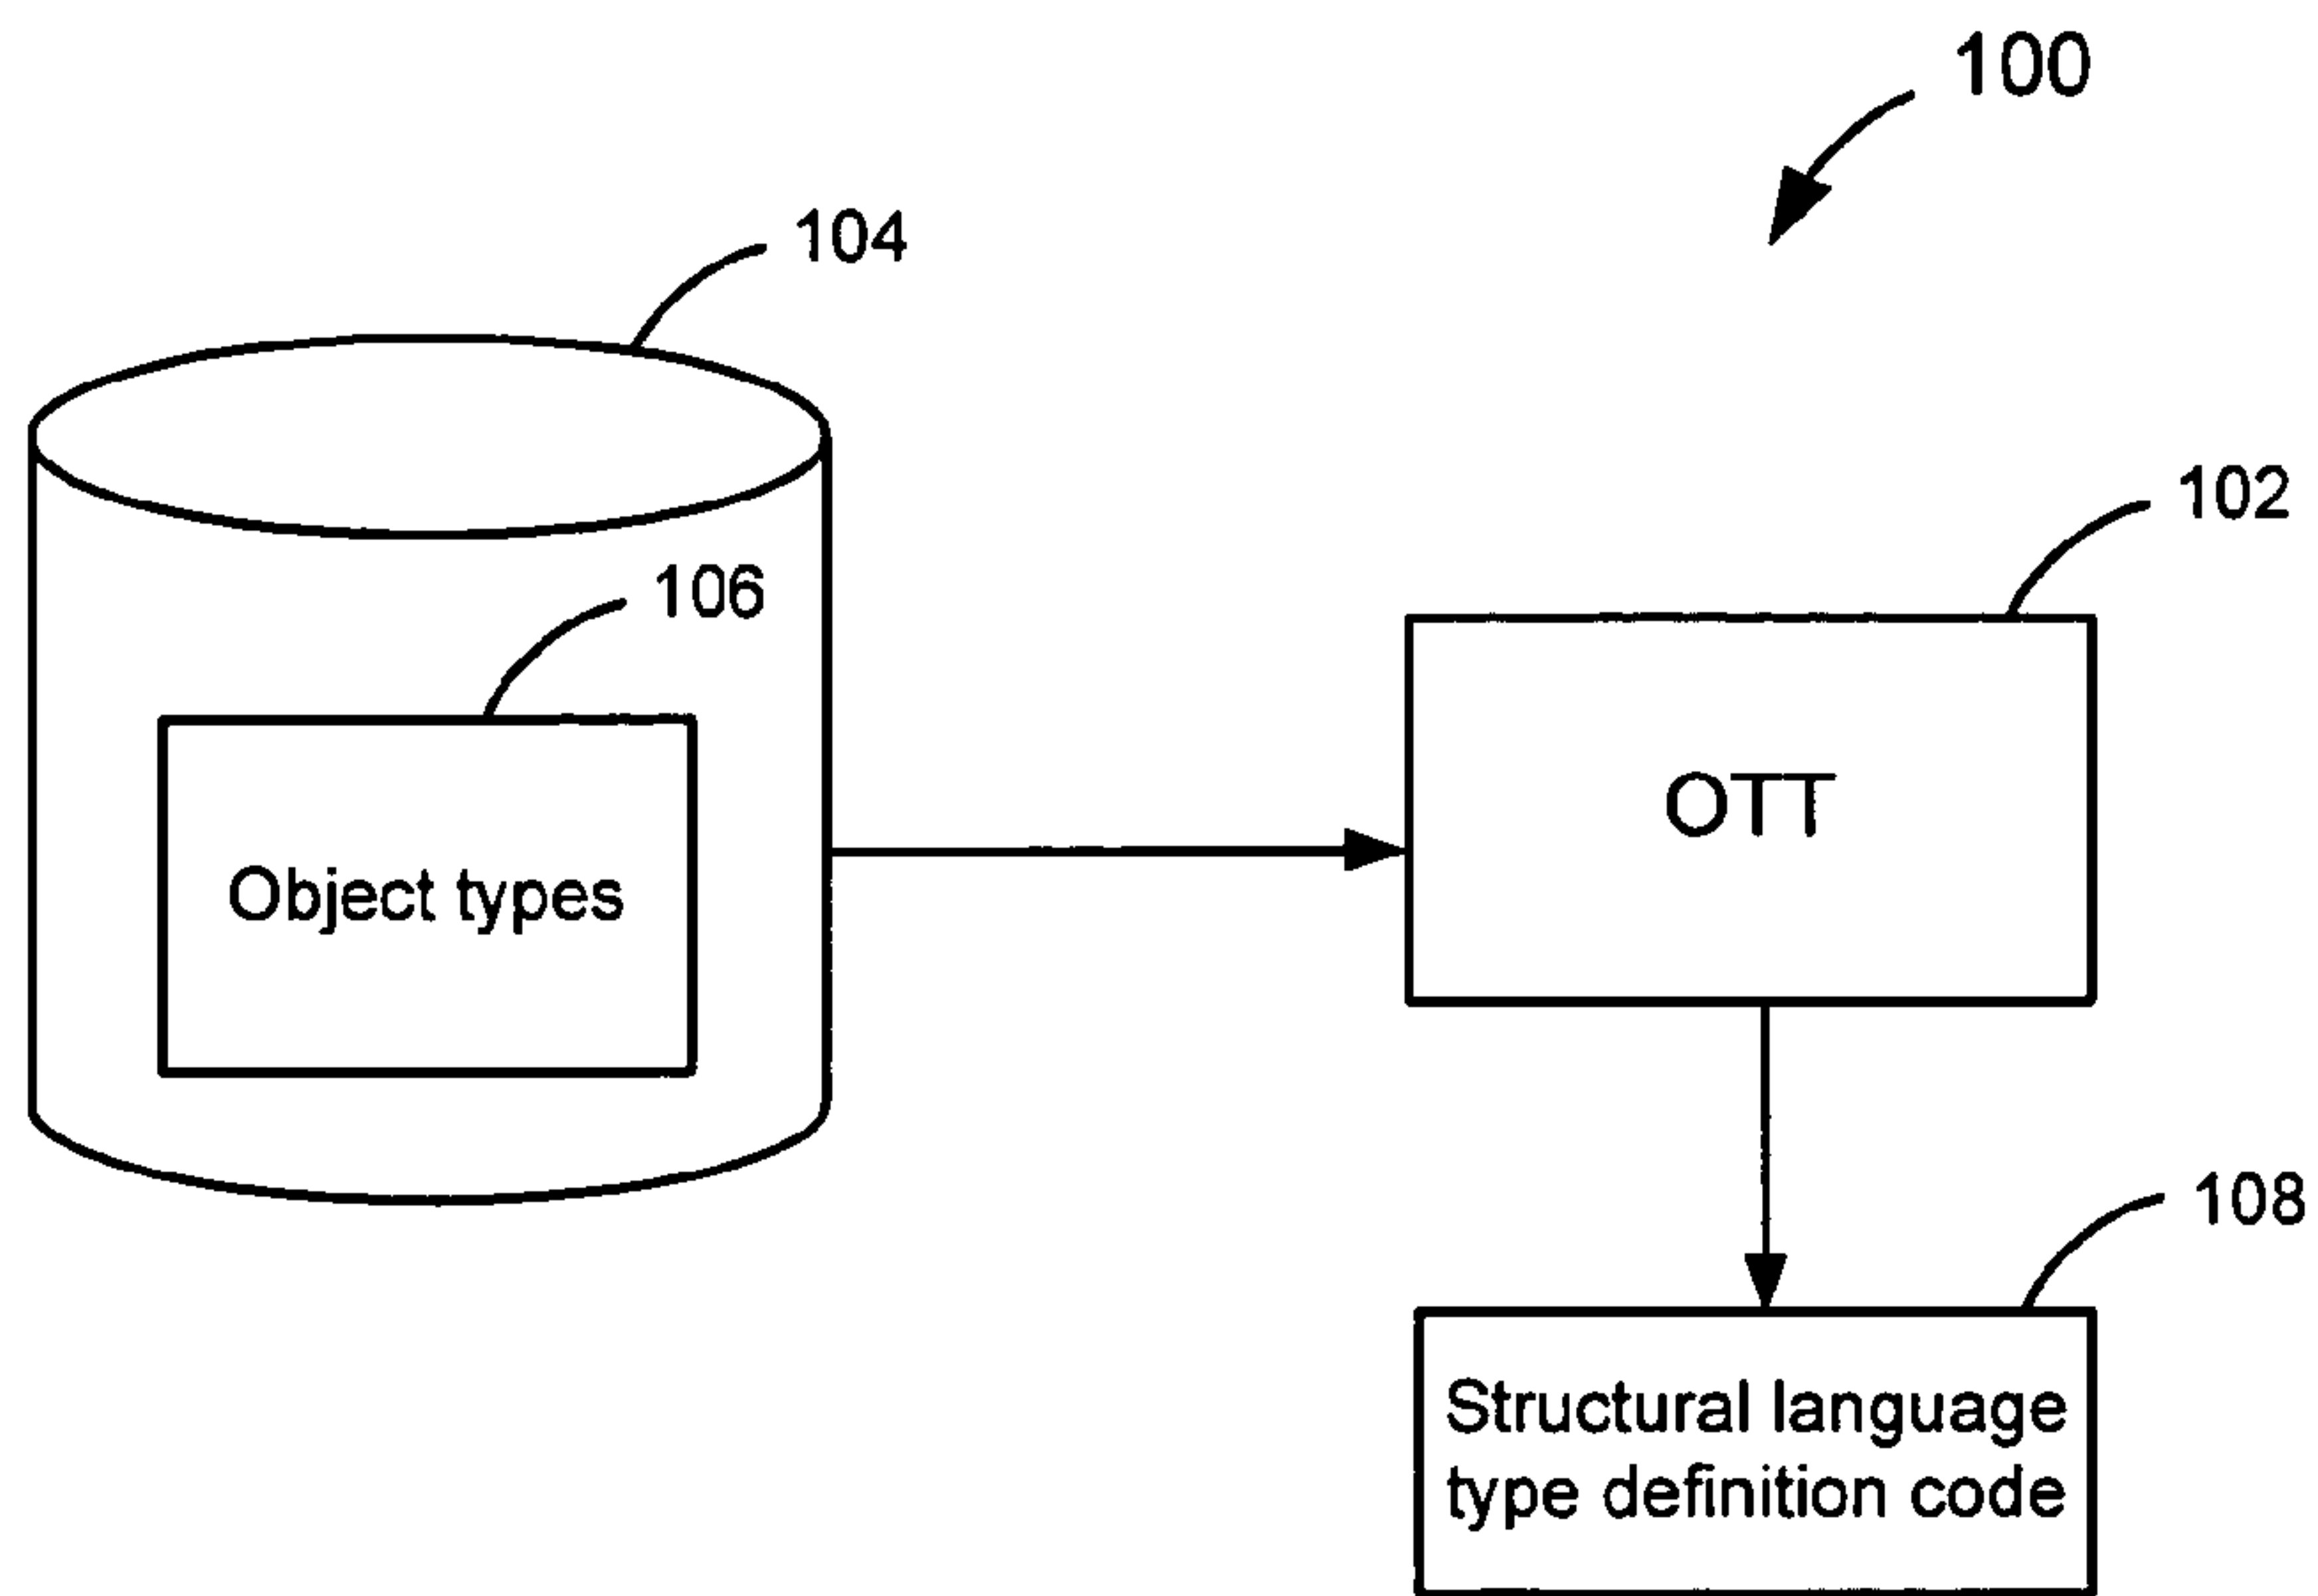 100
104
102
106
OTT
Object types
108
Structural language
type definition code